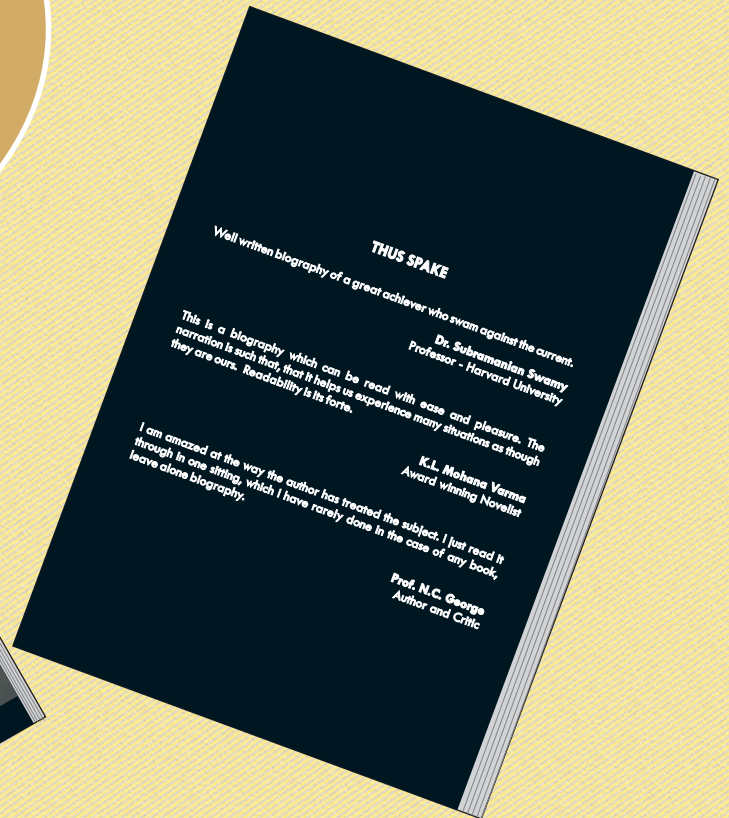 THUS SPAKE
Well written biography of a great achiever who swam against the current.
Dr. Subramanian Swamy
Professor - Harvard University
This is a biography which can be read with ease and pleasure. The
narration is such that, that it helps us experience many situations as though
they are ours. Readability is its forte.
K.L. Mohana Varma
Award winning Novelist
I am amazed at the way the author has treated the subject. I just read it
through in one sitting, which I have rarely done in the case of any book,
leave alone biography.
Prof. N.C. George
Author and Critic